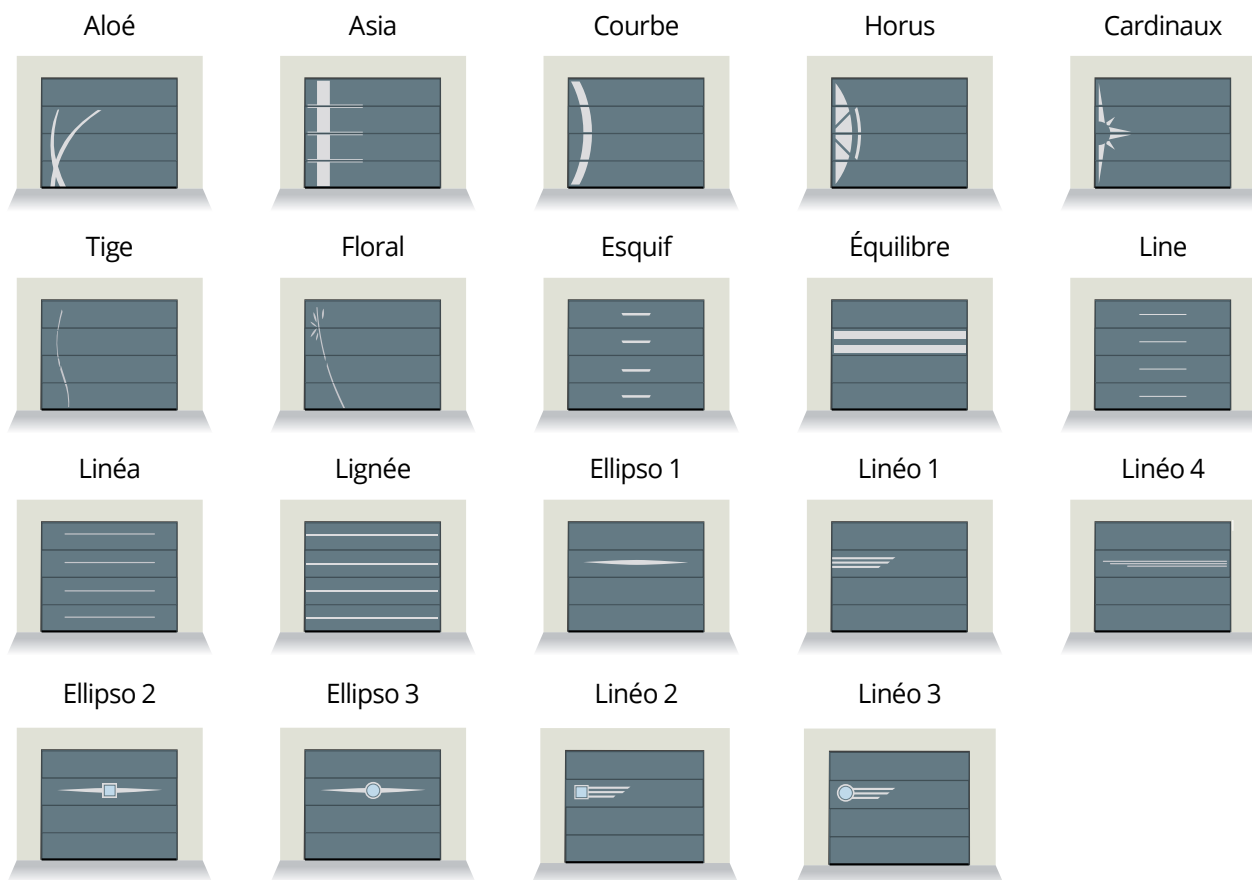 Aloé Asia Courbe Horus Cardinaux
Tige Floral Esquif Équilibre Line
Linéa Lignée Ellipso 1 Linéo 1 Linéo 4
Ellipso 2 Ellipso 3 Linéo 2 Linéo 3